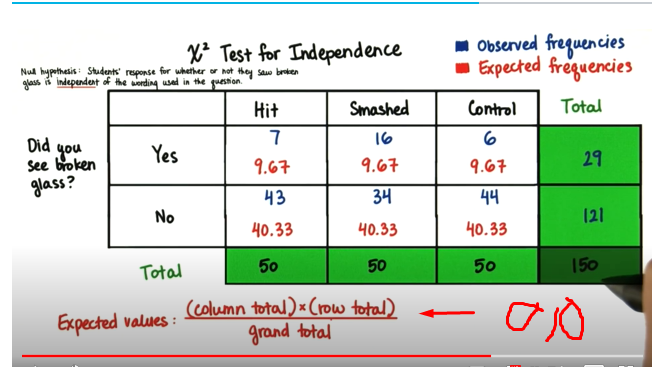 χ² Test for Independence
Observed frequencies
Expected frequencies
Null hypothesis: Students' response for whether or not they saw broken
glass is independent of the wording used in the question.
Hit Smashed Control Total
Did you
see broken
glass?
Yes
7 16 6 29
9.67 9.67 9.67
No
43 34 44 121
40.33 40.33 40.33
Total 50 50 50 150
Expected values: (column total)×(row total)
grand total